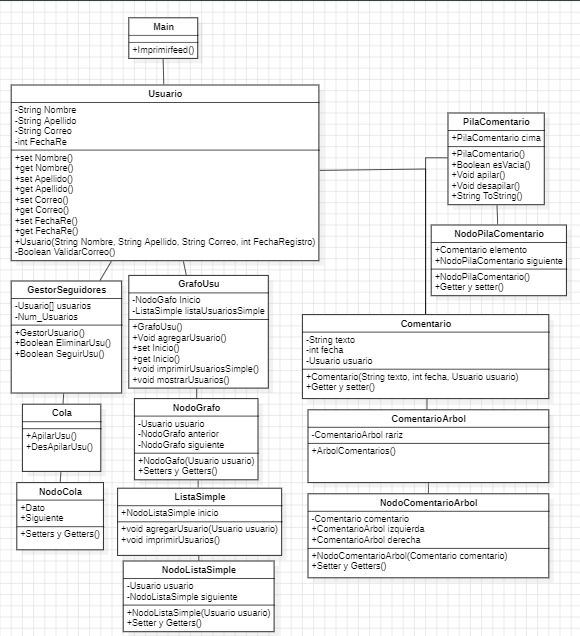 Main
+Imprimirfeed()
Usuario
-String Nombre
-String Apellido
-String Correo
-int FechaRe
+set Nombre()
+get Nombre()
+set Apellido()
+get Apellido()
+set Correo()
+get Correo()
+set FechaRe()
+get FechaRe()
+Usuario(String Nombre, String Apellido, String Correo, int FechaRegistro)
-Boolean ValidarCorreo()
PilaComentario
+PilaComentario cima
+PilaComentario()
+Boolean esVacia()
+Void apilar()
+Void desapilar()
+String ToString()
NodoPilaComentario
+Comentario elemento
+NodoPilaComentario siguiente
+NodoPilaComentario()
+Getter y setter()
GestorSeguidores
-Usuario[] usuarios
-Num_Usuarios
+GestorUsuario()
+Boolean EliminarUsu()
+Boolean SeguirUsu()
GrafoUsu
-NodoGafo Inicio
-ListaSimple listaUsuariosSimple
+GrafoUsu()
+Void agregarUsuario()
+set Inicio()
+get Inicio()
+void imprimirUsuariosSimple()
+void mostrarUsuarios()
Comentario
-String texto
-int fecha
-Usuario usuario
+Comentario(String texto, int fecha, Usuario usuario)
+Getter y setter()
Cola
+ApilarUsu()
+DesApilarUsu()
NodoGrafo
-Usuario usuario
-NodoGrafo anterior
-NodoGrafo siguiente
+NodoGafo(Usuario usuario)
+Setters y Getters()
ComentarioArbol
-ComentarioArbol rariz
+ArbolComentarios()
NodoCola
+Dato
+Siguiente
+Setters y Getters()
ListaSimple
+NodoListaSimple inicio
+void agregarUsuario(Usuario usuario)
+void imprimirUsuarios()
NodoComentarioArbol
-Comentario comentario
+ComentarioArbol izquierda
+ComentarioArbol derecha
+NodoComentarioArbol(Comentario comentario)
+Setter y Getters()
NodoListaSimple
-Usuario usuario
-NodoListaSimple siguiente
+NodoListaSimple(Usuario usuario)
+Setter y Getters()